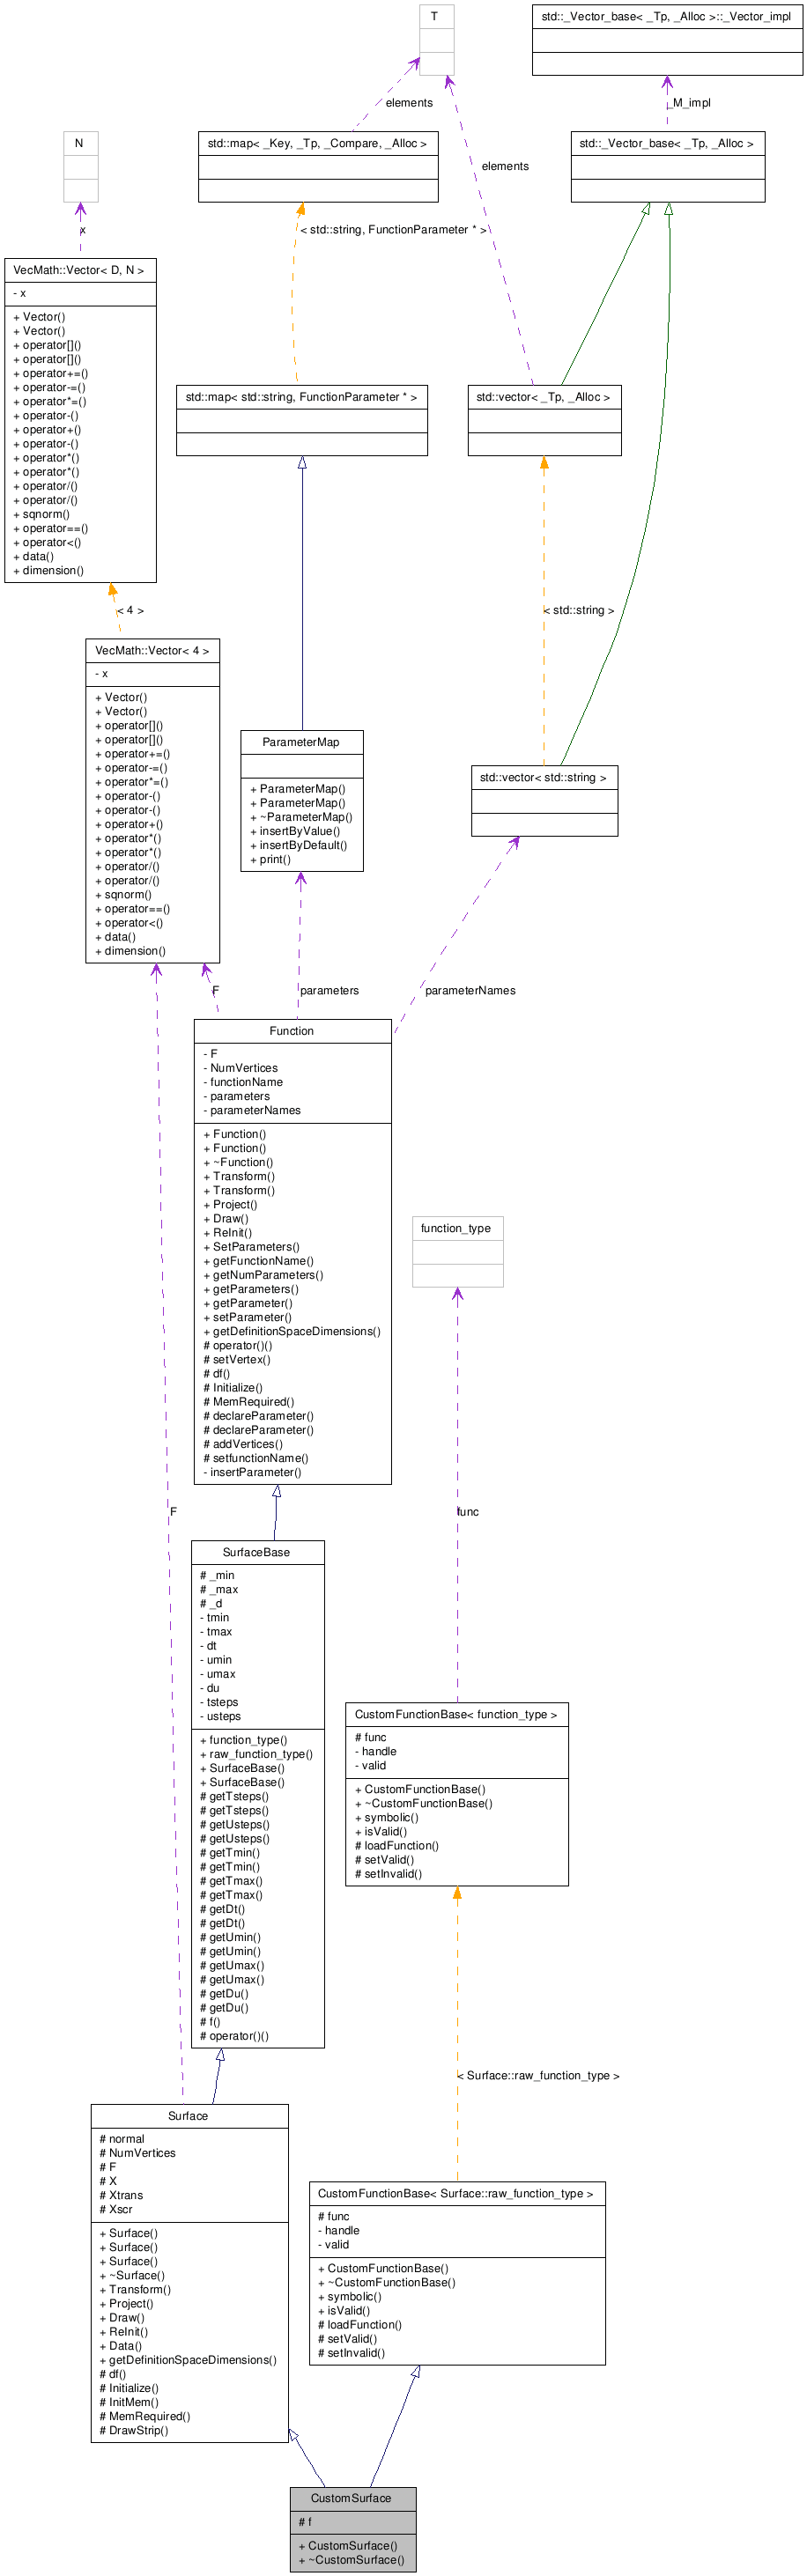 T
std::_Vector_base< _Tp, _Alloc >::_Vector_impl
elements
_M_impl
N
std::map< _Key, _Tp, _Compare, _Alloc >
std::_Vector_base< _Tp, _Alloc >
elements
x
< std::string, FunctionParameter * >
VecMath::Vector< D, N >
- x
+ Vector()
+ Vector()
+ operator[]()
+ operator[]()
+ operator+=()
+ operator-=()
+ operator*=()
+ operator-()
+ operator+()
+ operator-()
+ operator*()
+ operator*()
+ operator/()
+ operator/()
+ sqnorm()
+ operator==()
+ operator<()
+ data()
+ dimension()
std::map< std::string, FunctionParameter * >
std::vector< _Tp, _Alloc >
< 4 >
< std::string >
VecMath::Vector< 4 >
- x
+ Vector()
+ Vector()
+ operator[]()
+ operator[]()
+ operator+=()
+ operator-=()
+ operator*=()
+ operator-()
+ operator-()
+ operator+()
+ operator*()
+ operator*()
+ operator/()
+ operator/()
+ sqnorm()
+ operator==()
+ operator<()
+ data()
+ dimension()
ParameterMap
+ ParameterMap()
+ ParameterMap()
+ ~ParameterMap()
+ insertByValue()
+ insertByDefault()
+ print()
std::vector< std::string >
F
parameters
parameterNames
Function
- F
- NumVertices
- functionName
- parameters
- parameterNames
+ Function()
+ Function()
+ ~Function()
+ Transform()
+ Transform()
+ Project()
+ Draw()
+ ReInit()
+ SetParameters()
+ getFunctionName()
+ getNumParameters()
+ getParameters()
+ getParameter()
+ setParameter()
+ getDefinitionSpaceDimensions()
# operator()()
# setVertex()
# df()
# Initialize()
# MemRequired()
# declareParameter()
# declareParameter()
# addVertices()
# setfunctionName()
- insertParameter()
function_type
F
func
SurfaceBase
# _min
# _max
# _d
- tmin
- tmax
- dt
- umin
- umax
- du
- tsteps
- usteps
+ function_type()
+ raw_function_type()
+ SurfaceBase()
+ SurfaceBase()
# getTsteps()
# getTsteps()
# getUsteps()
# getUsteps()
# getTmin()
# getTmin()
# getTmax()
# getTmax()
# getDt()
# getDt()
# getUmin()
# getUmin()
# getUmax()
# getUmax()
# getDu()
# getDu()
# f()
# operator()()
CustomFunctionBase< function_type >
# func
- handle
- valid
+ CustomFunctionBase()
+ ~CustomFunctionBase()
+ symbolic()
+ isValid()
# loadFunction()
# setValid()
# setInvalid()
< Surface::raw_function_type >
Surface
# normal
# NumVertices
# F
# X
# Xtrans
# Xscr
+ Surface()
+ Surface()
+ Surface()
+ ~Surface()
+ Transform()
+ Project()
+ Draw()
+ ReInit()
+ Data()
+ getDefinitionSpaceDimensions()
# df()
# Initialize()
# InitMem()
# MemRequired()
# DrawStrip()
CustomFunctionBase< Surface::raw_function_type >
# func
- handle
- valid
+ CustomFunctionBase()
+ ~CustomFunctionBase()
+ symbolic()
+ isValid()
# loadFunction()
# setValid()
# setInvalid()
CustomSurface
# f
+ CustomSurface()
+ ~CustomSurface()